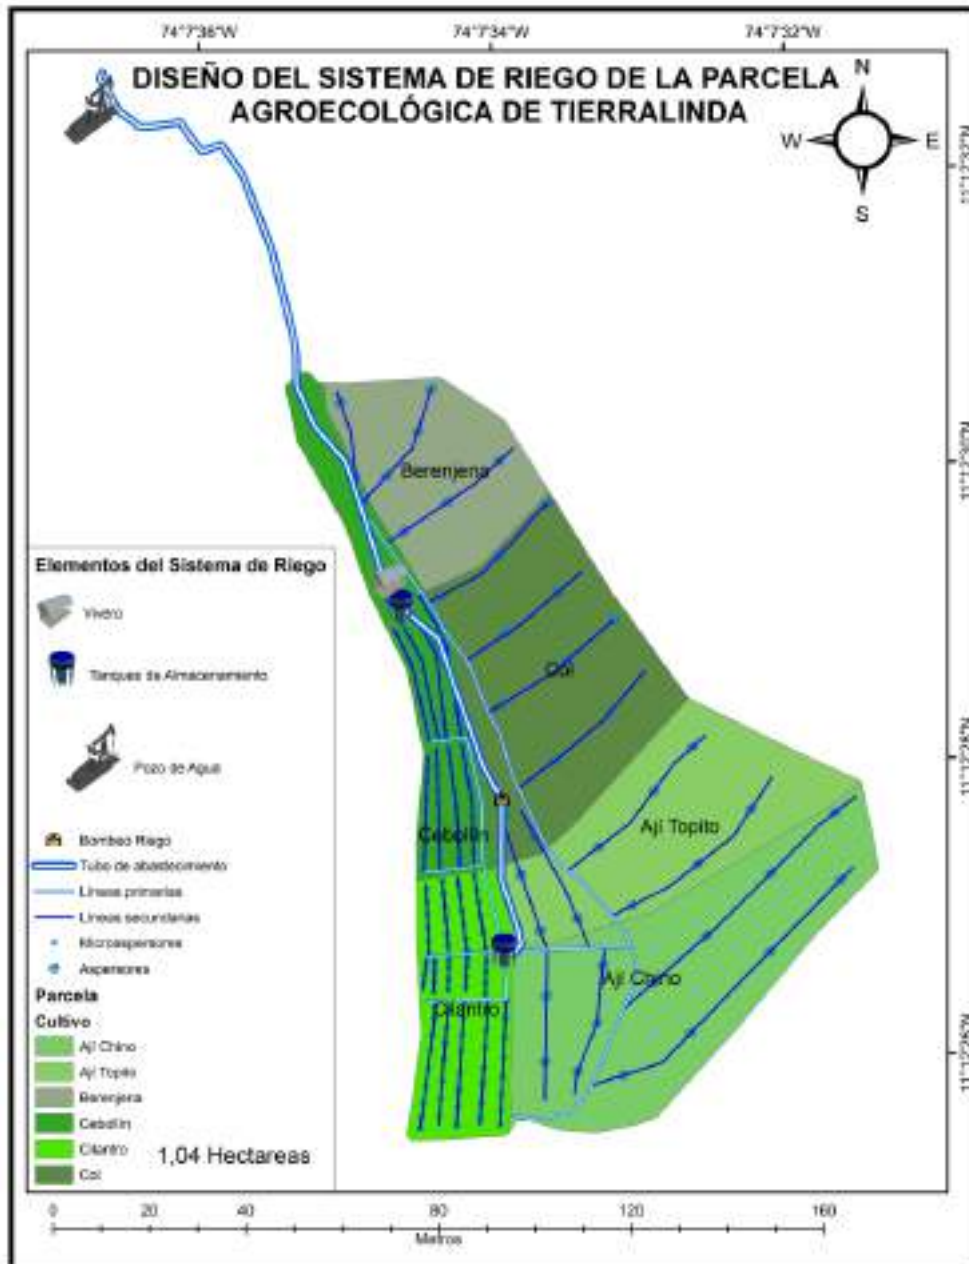 74°7'36"W
74°7'34"W
74°7'32"W
DISEÑO DEL SISTEMA DE RIEGO DE LA PARCELA
AGROECOLÓGICA DE TIERRALINDA
N
W
E
S
Berenjena
Col
Ají Topito
Cebollín
Ají Chino
Cilantro
Elementos del Sistema de Riego
Vivero
Tanques de Almacenamiento
Pozo de Agua
Bombeo Riego
Tubo de abastecimiento
Líneas primarias
Líneas secundarias
Microaspersores
Aspersores
Parcela
Cultivo
Ají Chino
Ají Topito
Berenjena
Cebollín
Cilantro
Col
1,04 Hectareas
0 20 40 80 120 160
Metros